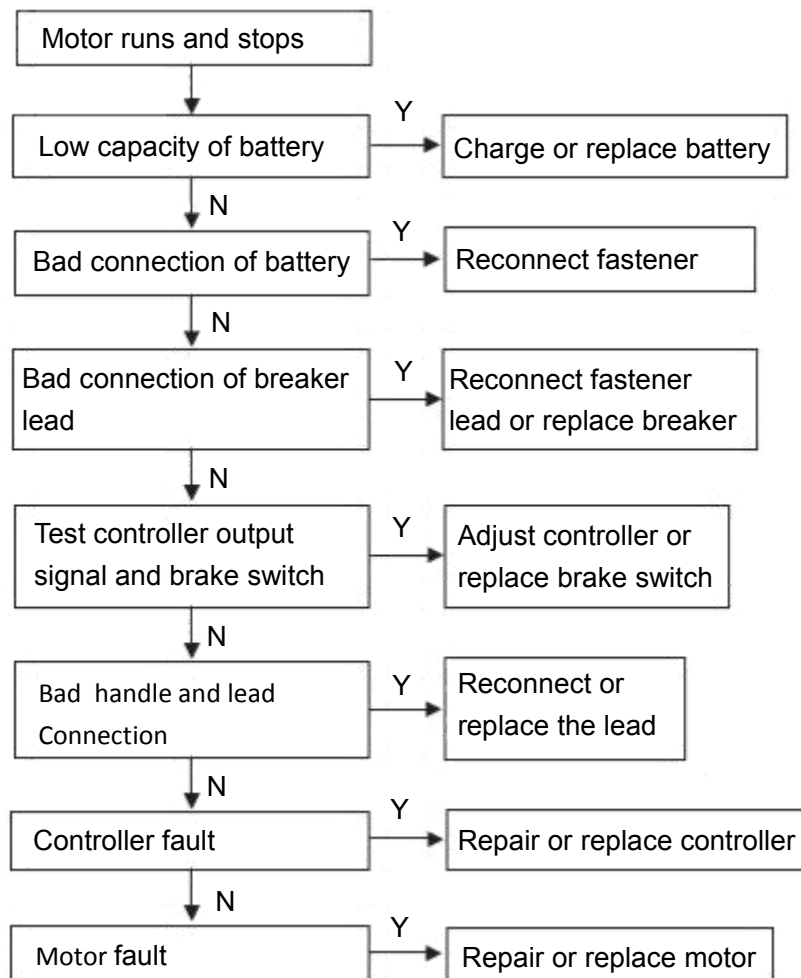 Motor runs and stops
Y
Low capacity of battery
Charge or replace battery
N
Y
Bad connection of battery
Reconnect fastener
N
Y
Bad connection of breaker
lead
Reconnect fastener
lead or replace breaker
N
Y
Test controller output
signal and brake switch
Adjust controller or
replace brake switch
N
Y
Bad handle and lead
Connection
Reconnect or
replace the lead
N
Y
Controller fault
Repair or replace controller
N
Y
Motor fault
Repair or replace motor